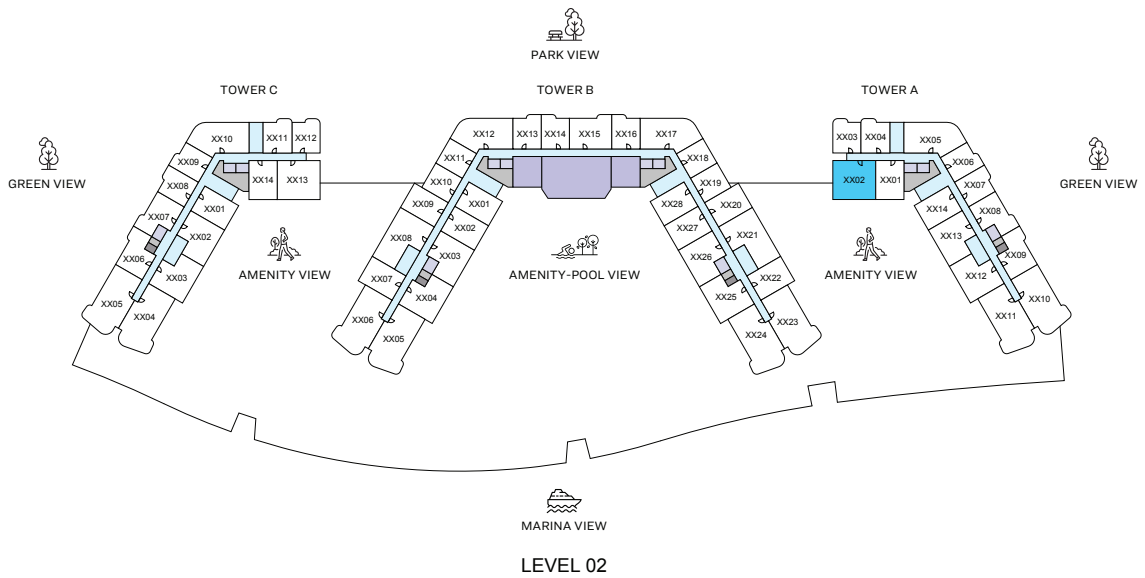 PARK VIEW
TOWER C
TOWER B
TOWER A
GREEN VIEW
GREEN VIEW
XX10
XX11
XX12
XX09
XX08
XX14
XX13
XX07
XX01
XX06
XX02
XX05
XX03
XX04
AMENITY VIEW
XX12
XX13
XX14
XX15
XX16
XX17
XX11
XX18
XX10
XX01
XX19
XX09
XX02
XX28
XX20
XX08
XX03
XX27
XX21
XX07
XX04
XX26
XX22
XX06
XX05
XX25
XX23
XX24
AMENITY-POOL VIEW
AMENITY VIEW
XX03
XX04
XX05
XX02
XX01
XX06
XX07
XX14
XX08
XX13
XX09
XX12
XX10
XX11
MARINA VIEW
LEVEL 02